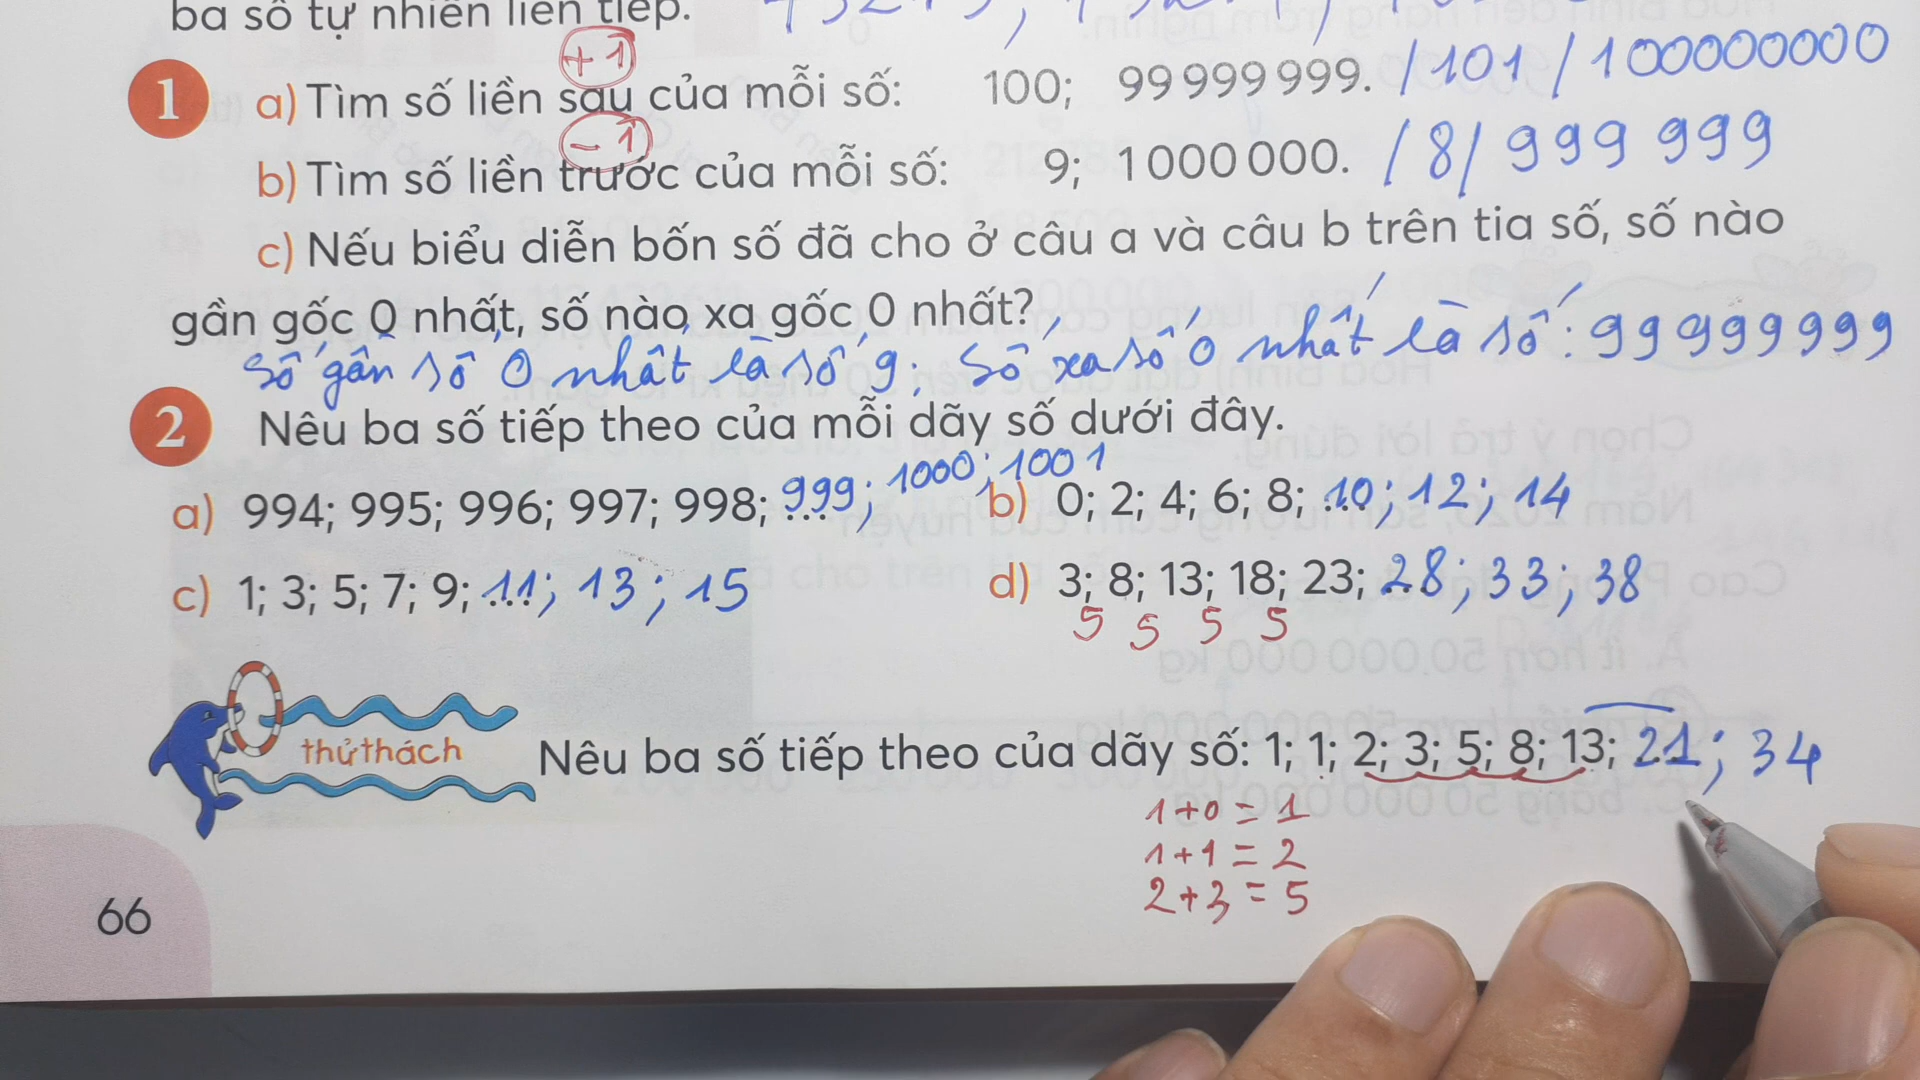 ba số tự nhiên liên tiếp.
+1
1 a) Tìm số liền sau của mỗi số: 100; 99 999 999. /101 /100000000
-1
b) Tìm số liền trước của mỗi số: 9; 1 000 000. /8/ 999 999
c) Nếu biểu diễn bốn số đã cho ở câu a và câu b trên tia số, số nào
gần gốc 0 nhất, số nào xa gốc 0 nhất?
Số gần số 0 nhất là số 9; Số xa số 0 nhất là số: 99999999
2 Nêu ba số tiếp theo của mỗi dãy số dưới đây.
a) 994; 995; 996; 997; 998; ... 999; 1000; 1001 b) 0; 2; 4; 6; 8; ... 10; 12; 14
c) 1; 3; 5; 7; 9; ... 11; 13; 15 d) 3; 8; 13; 18; 23; ... 28; 33; 38
5 5 5 5
thử thách Nêu ba số tiếp theo của dãy số: 1; 1; 2; 3; 5; 8; 13; ... 21; 34
1+0=1
1+1=2
2+3=5
66